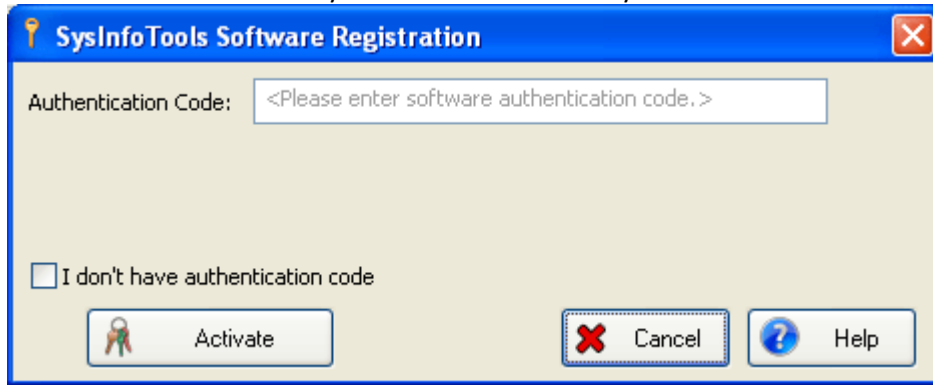 SysInfoTools Software Registration
Authentication Code: <Please enter software authentication code.>
I don't have authentication code
Activate Cancel Help